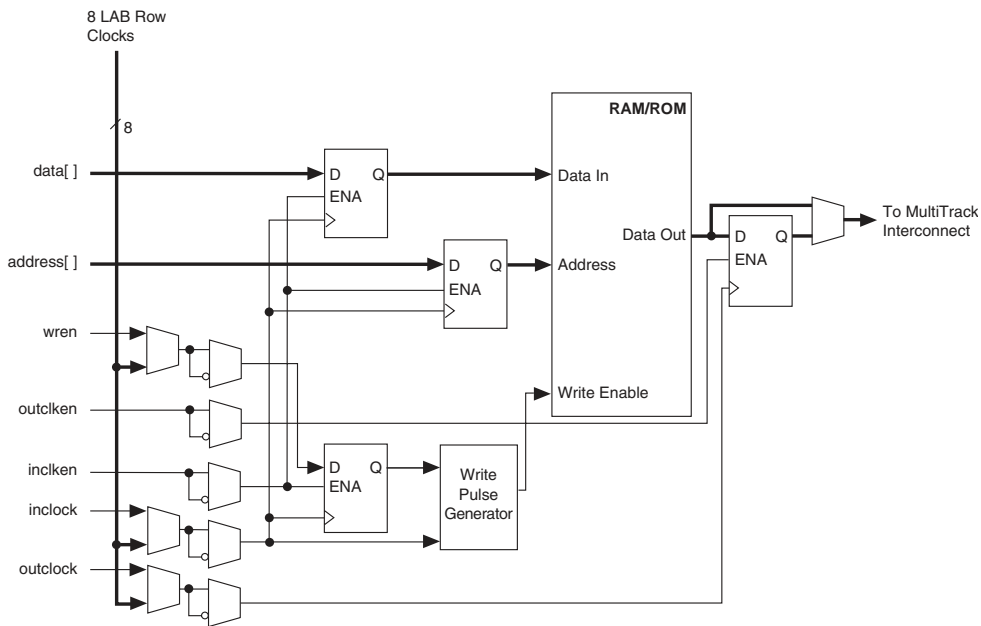 8 LAB Row
Clocks
8
RAM/ROM
data[ ]
D Q
ENA
Data In
To MultiTrack
Interconnect
Data Out
D Q
ENA
address[ ]
D Q
ENA
Address
wren
Write Enable
outclken
inclken
D Q
ENA
Write
Pulse
Generator
inclock
outclock